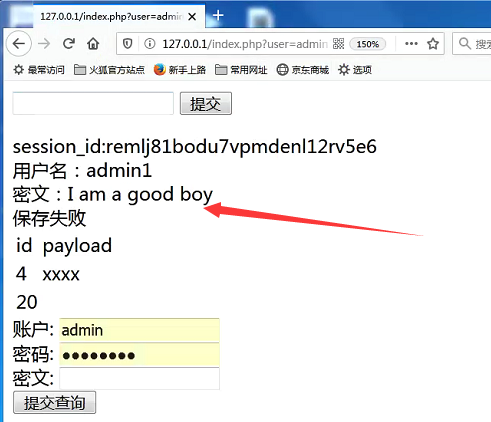 127.0.0.1/index.php?user=admin1
127.0.0.1/index.php?user=admin
150%
搜索
最常访问 火狐官方站点 新手上路 常用网址 京东商城 选项
提交
session_id:remlj81bodu7vpmdenl12rv5e6
用户名：admin1
密文：I am a good boy
保存失败
id payload
4 xxxx
20
账户: admin
密码: ●●●●●●●●
密文:
提交查询